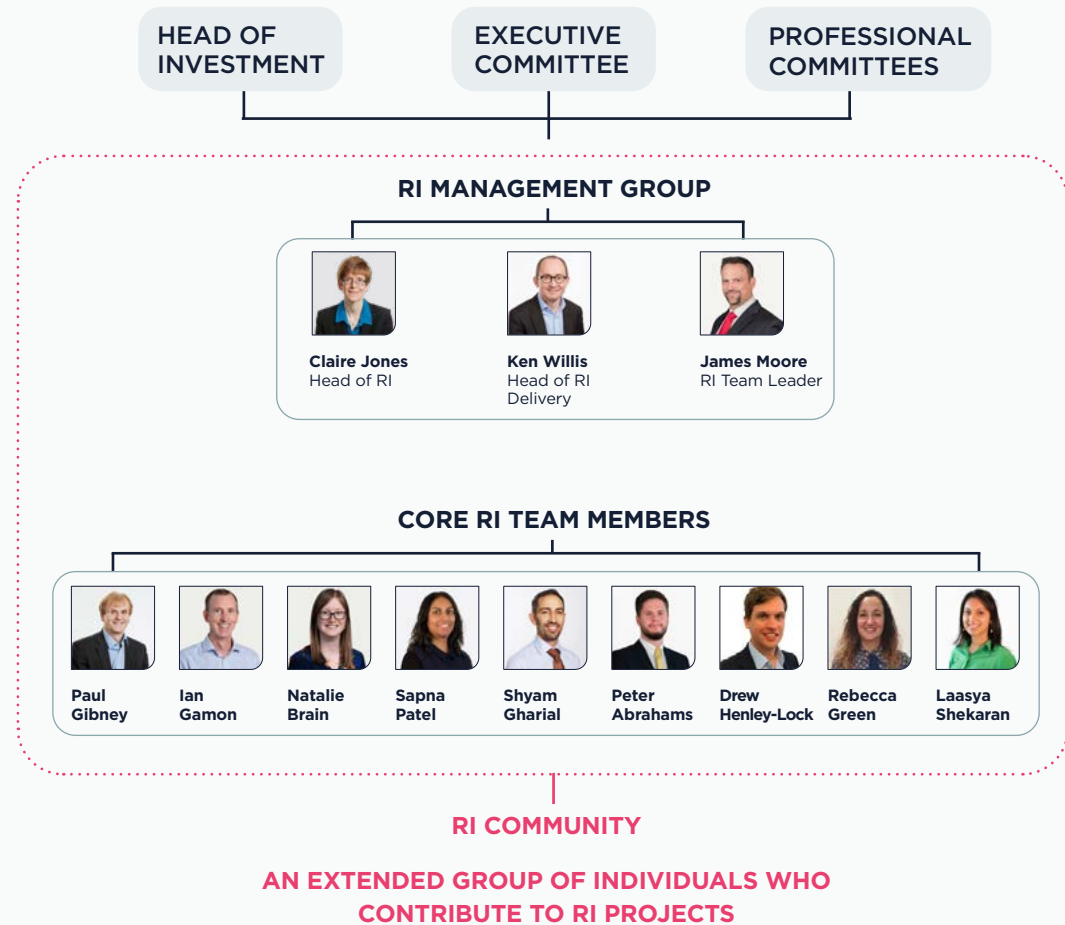 HEAD OF
INVESTMENT
EXECUTIVE
COMMITTEE
PROFESSIONAL
COMMITTEES
RI MANAGEMENT GROUP
Claire Jones
Head of RI
Ken Willis
Head of RI
Delivery
James Moore
RI Team Leader
CORE RI TEAM MEMBERS
Paul
Gibney
Ian
Gamon
Natalie
Brain
Sapna
Patel
Shyam
Gharial
Peter
Abrahams
Drew
Henley-Lock
Rebecca
Green
Laasya
Shekaran
RI COMMUNITY
AN EXTENDED GROUP OF INDIVIDUALS WHO
CONTRIBUTE TO RI PROJECTS